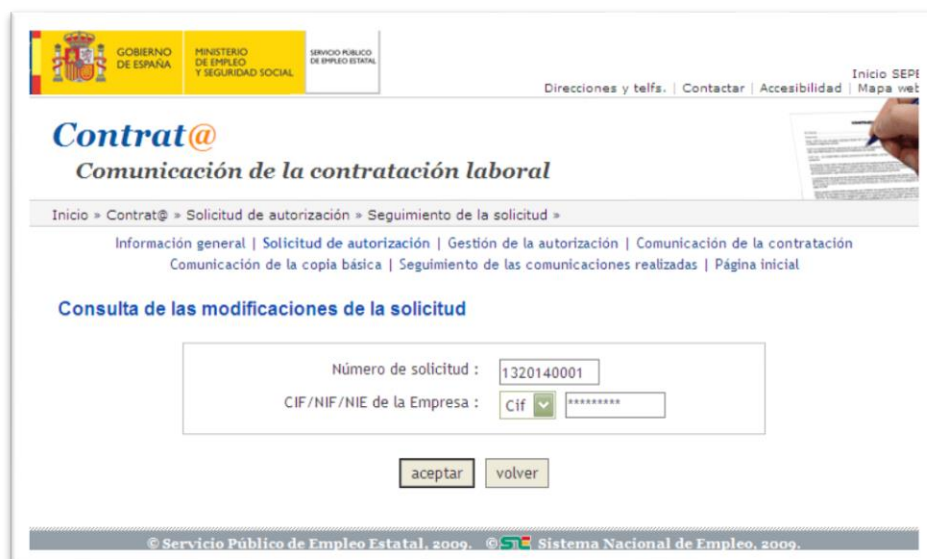 GOBIERNO DE ESPAÑA
MINISTERIO DE EMPLEO Y SEGURIDAD SOCIAL
SERVICIO PÚBLICO DE EMPLEO ESTATAL
Inicio SEPE
Direcciones y telfs. | Contactar | Accesibilidad | Mapa web
Contrat@
Comunicación de la contratación laboral
Inicio » Contrat@ » Solicitud de autorización » Seguimiento de la solicitud »
Información general | Solicitud de autorización | Gestión de la autorización | Comunicación de la contratación
Comunicación de la copia básica | Seguimiento de las comunicaciones realizadas | Página inicial
Consulta de las modificaciones de la solicitud
Número de solicitud : 1320140001
CIF/NIF/NIE de la Empresa : Cif *********
aceptar volver
© Servicio Público de Empleo Estatal, 2009. © Sistema Nacional de Empleo, 2009.